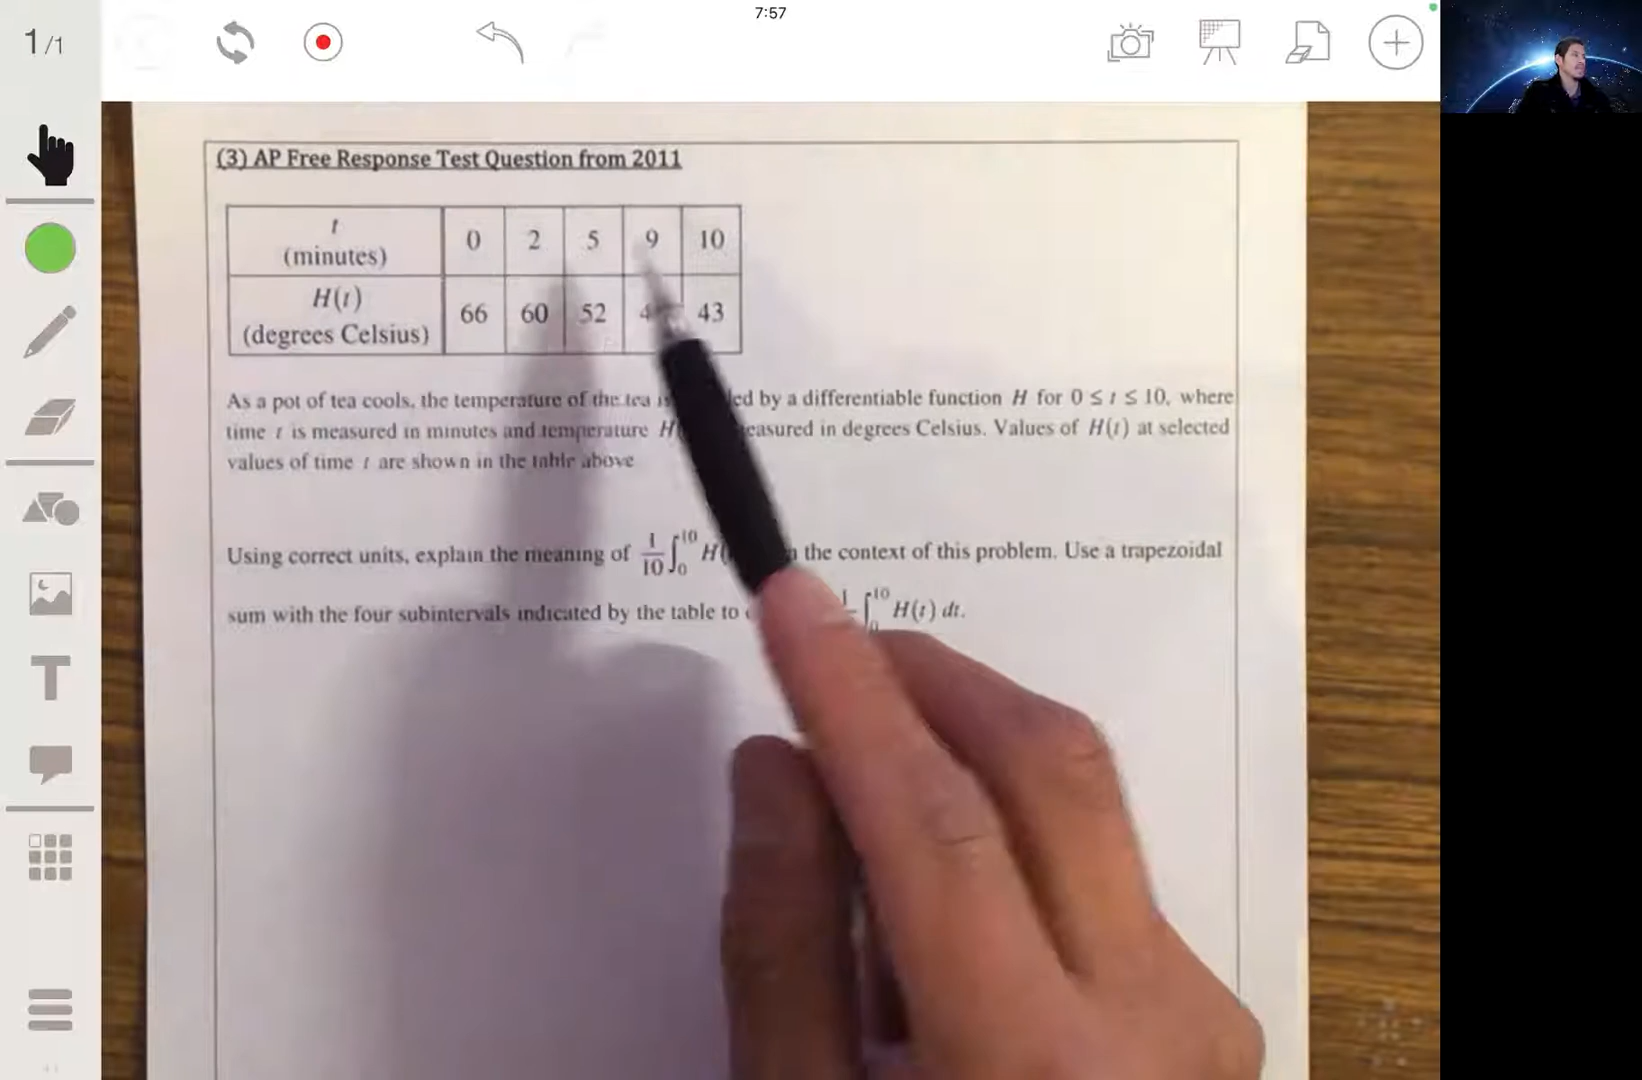 7:57
1/1
(3) AP Free Response Test Question from 2011
t
(minutes)
0 2 5 9 10
H(t)
(degrees Celsius)
66 60 52 43
As a pot of tea cools, the temperature of the tea by a differentiable function H for 0 ≤ t ≤ 10, where
time t is measured in minutes and temperature in degrees Celsius. Values of H(t) at selected
values of time t are shown in the table above
Using correct units, explain the meaning of 1/10 ∫₀¹⁰ the context of this problem. Use a trapezoidal
sum with the four subintervals indicated by the table to ∫₀¹⁰ H(t) dt.
T